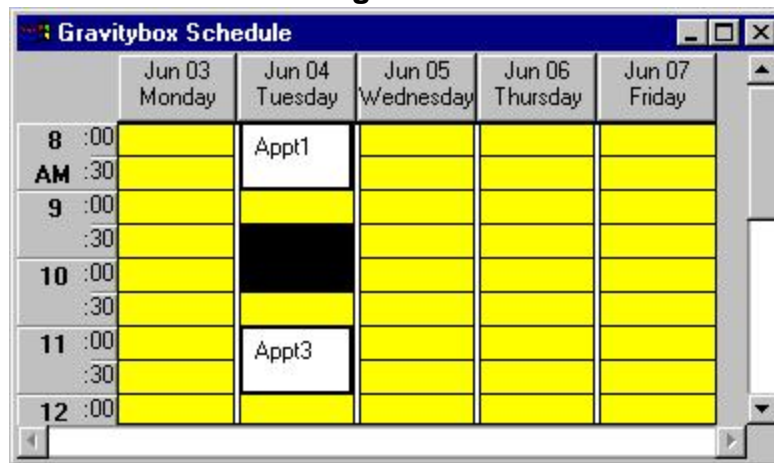 Gravitybox Schedule
Jun 03 Jun 04 Jun 05 Jun 06 Jun 07
Monday Tuesday Wednesday Thursday Friday
8 :00
Appt1
AM :30
9 :00
:30
10 :00
:30
11 :00
Appt3
:30
12 :00